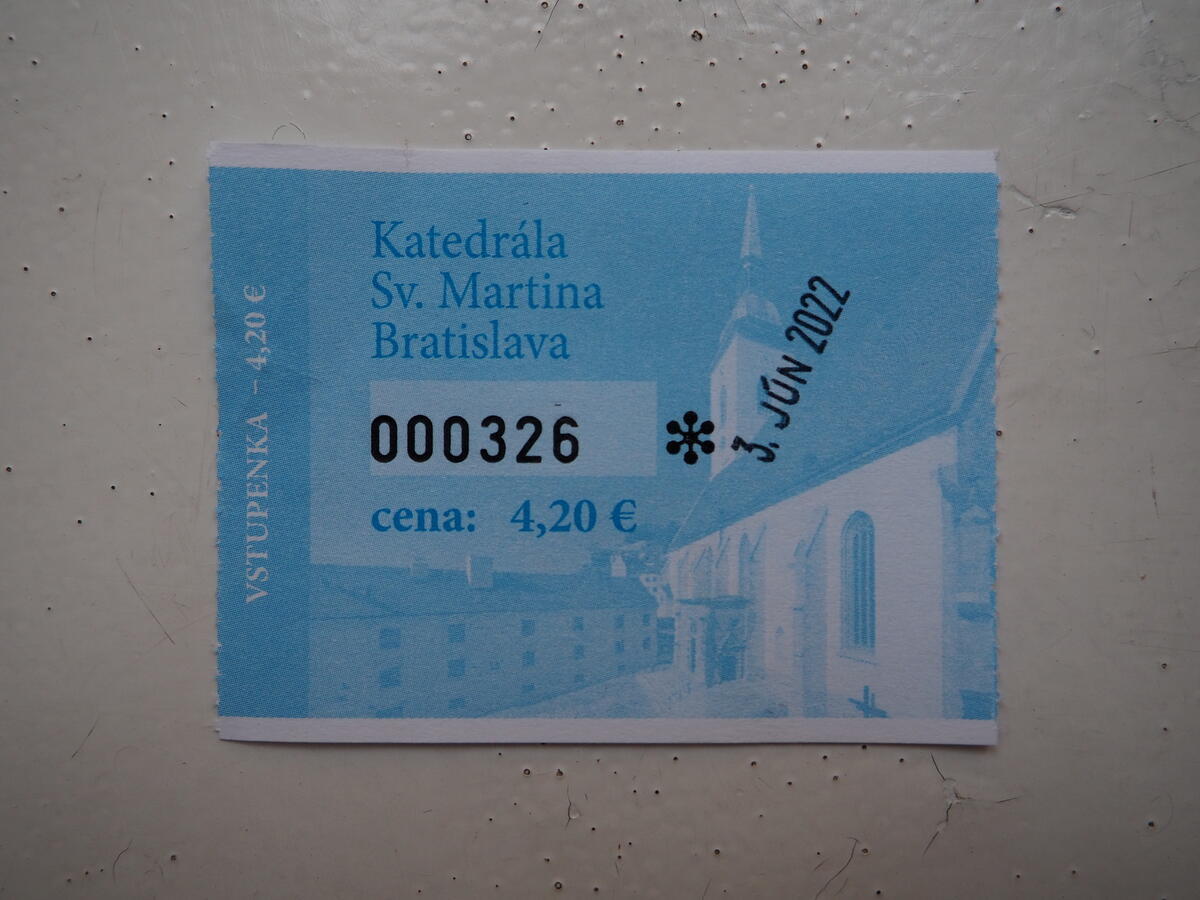 VSTUPENKA – 4,20 €
Katedrála
Sv. Martina
Bratislava
000326
3. JÚN 2022
cena: 4,20 €